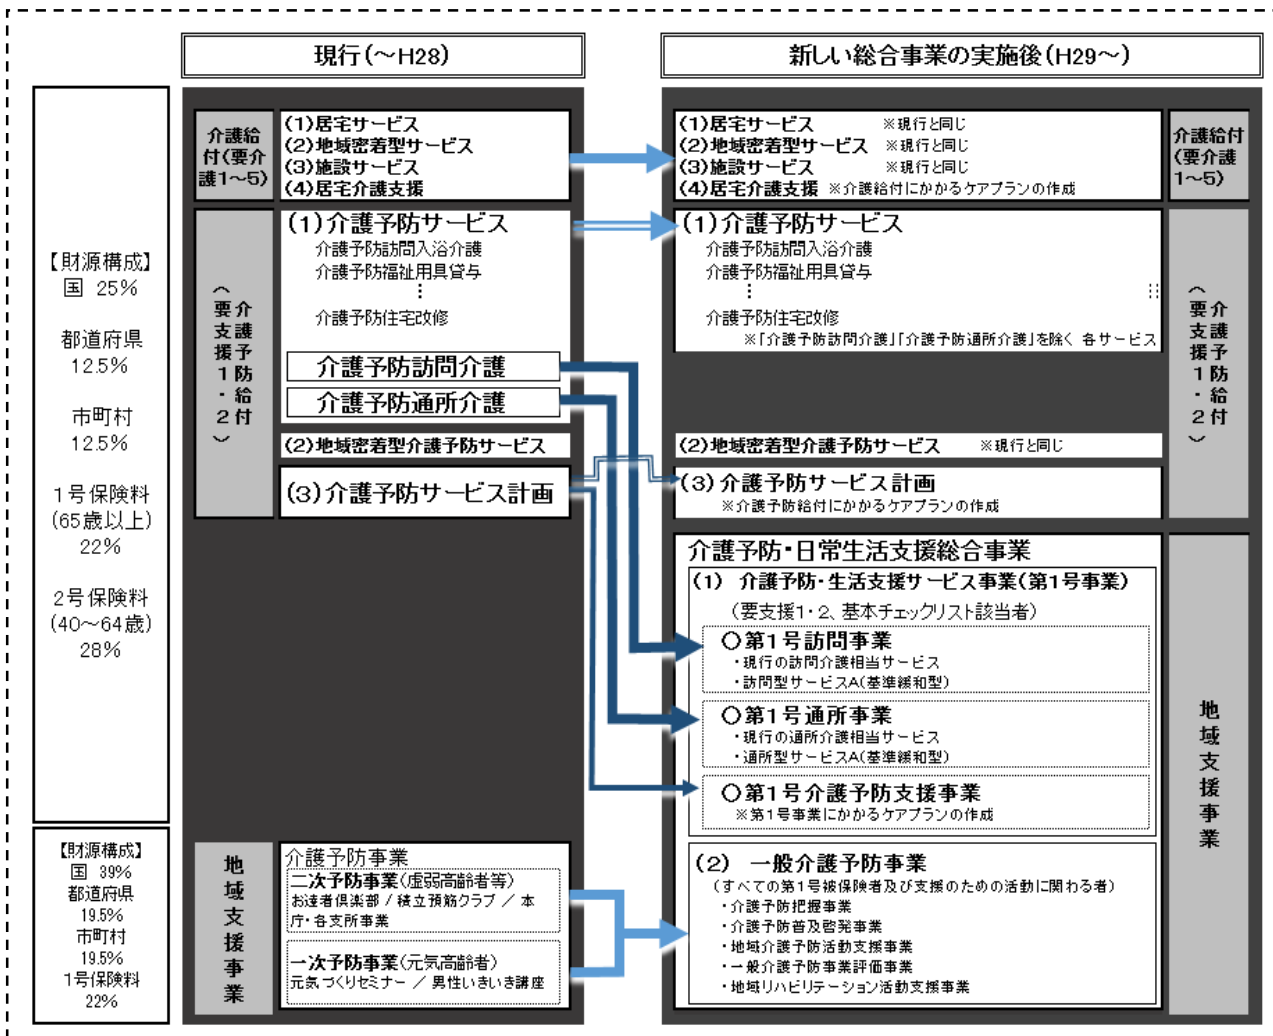 現行(～H28)
新しい総合事業の実施後(H29～)
【財源構成】
国 25%
都道府県
12.5%
市町村
12.5%
1号保険料
(65歳以上)
22%
2号保険料
(40～64歳)
28%
【財源構成】
国 39%
都道府県
19.5%
市町村
19.5%
1号保険料
22%
介護給
付(要介
護1～5)
(1)居宅サービス
(2)地域密着型サービス
(3)施設サービス
(4)居宅介護支援
介護予防給付
(要支援1・2)
(1)介護予防サービス
介護予防訪問入浴介護
介護予防福祉用具貸与
⋮
介護予防住宅改修
介護予防訪問介護
介護予防通所介護
(2)地域密着型介護予防サービス
(3)介護予防サービス計画
地域支援事業
介護予防事業
二次予防事業(虚弱高齢者等)
お達者倶楽部 / 積立預筋クラブ / 本
庁・各支所事業
一次予防事業(元気高齢者)
元気づくりセミナー / 男性いきいき講座
(1)居宅サービス ※現行と同じ
(2)地域密着型サービス ※現行と同じ
(3)施設サービス ※現行と同じ
(4)居宅介護支援 ※介護給付にかかるケアプランの作成
介護給付
(要介護
1～5)
(1)介護予防サービス
介護予防訪問入浴介護
介護予防福祉用具貸与
⋮
介護予防住宅改修
※「介護予防訪問介護」「介護予防通所介護」を除く 各サービス
(2)地域密着型介護予防サービス ※現行と同じ
(3)介護予防サービス計画
※介護予防給付にかかるケアプランの作成
介護予防給付
(要支援1・2)
介護予防・日常生活支援総合事業
(1) 介護予防・生活支援サービス事業(第1号事業)
(要支援1・2、基本チェックリスト該当者)
○第1号訪問事業
・現行の訪問介護相当サービス
・訪問型サービスA(基準緩和型)
○第1号通所事業
・現行の通所介護相当サービス
・通所型サービスA(基準緩和型)
○第1号介護予防支援事業
※第1号事業にかかるケアプランの作成
(2) 一般介護予防事業
(すべての第1号被保険者及び支援のための活動に関わる者)
・介護予防把握事業
・介護予防普及啓発事業
・地域介護予防活動支援事業
・一般介護予防事業評価事業
・地域リハビリテーション活動支援事業
地域支援事業